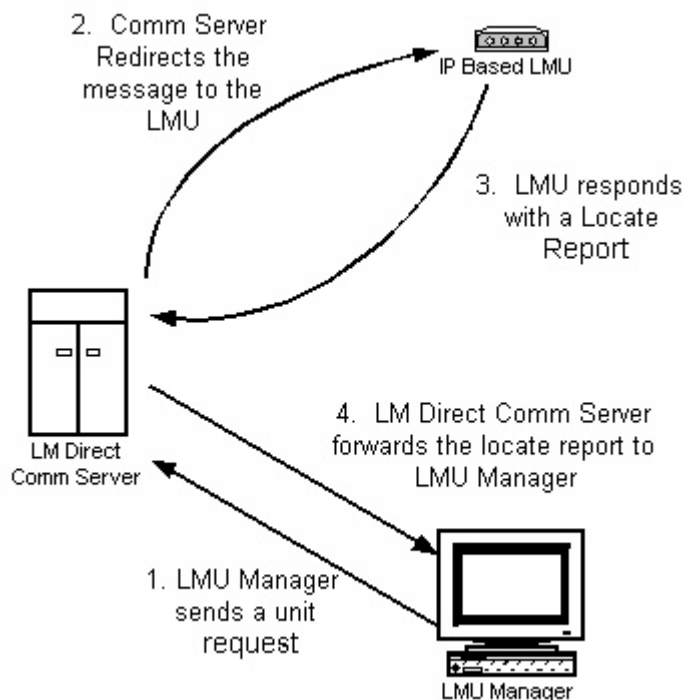 2. Comm Server
Redirects the
message to the
LMU
IP Based LMU
3. LMU responds
with a Locate
Report
LM Direct
Comm Server
4. LM Direct Comm Server
forwards the locate report to
LMU Manager
1. LMU Manager
sends a unit
request
LMU Manager